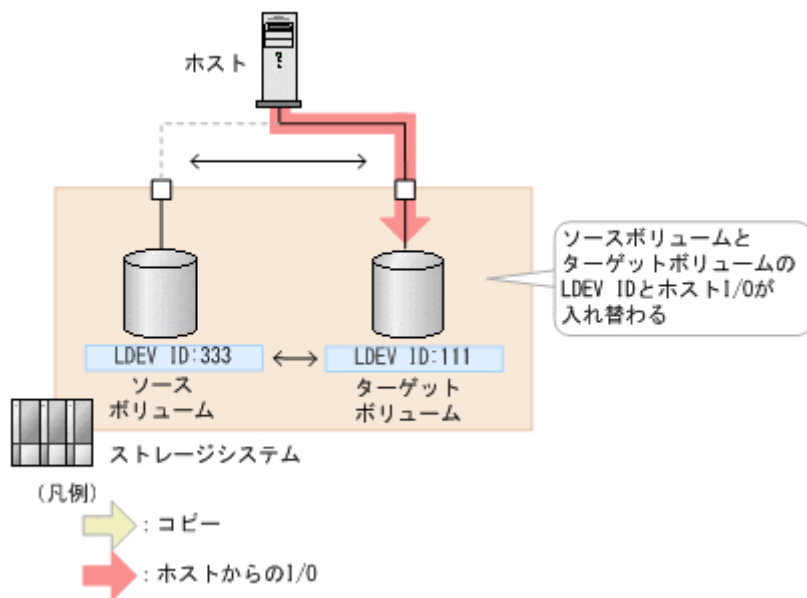 ホスト
ソースボリュームと
ターゲットボリュームの
LDEV IDとホストI/Oが
入れ替わる
LDEV ID:333
LDEV ID:111
ソース
ボリューム
ターゲット
ボリューム
ストレージシステム
(凡例)
:コピー
:ホストからのI/O